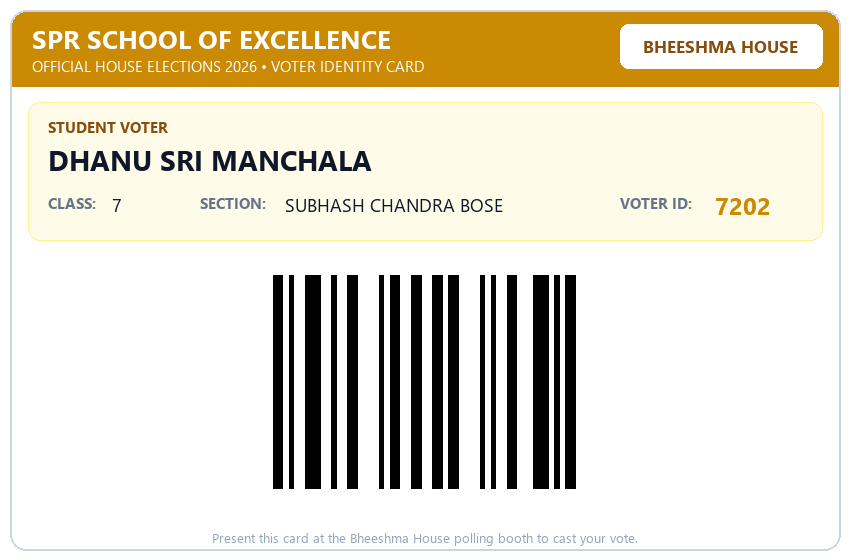 SPR SCHOOL OF EXCELLENCE
OFFICIAL HOUSE ELECTIONS 2026 • VOTER IDENTITY CARD
BHEESHMA HOUSE
STUDENT VOTER
DHANU SRI MANCHALA
CLASS: 7 SECTION: SUBHASH CHANDRA BOSE VOTER ID: 7202
Present this card at the Bheeshma House polling booth to cast your vote.